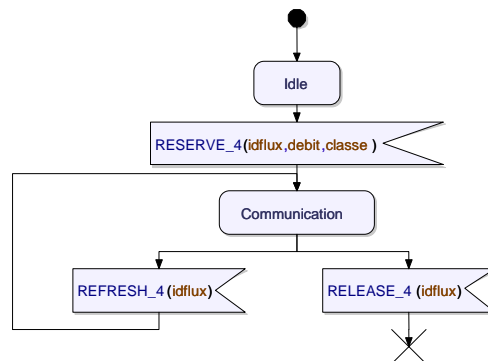 Idle
RESERVE_4(idflux,debit,classe )
Communication
REFRESH_4(idflux)
RELEASE_4 (idflux)